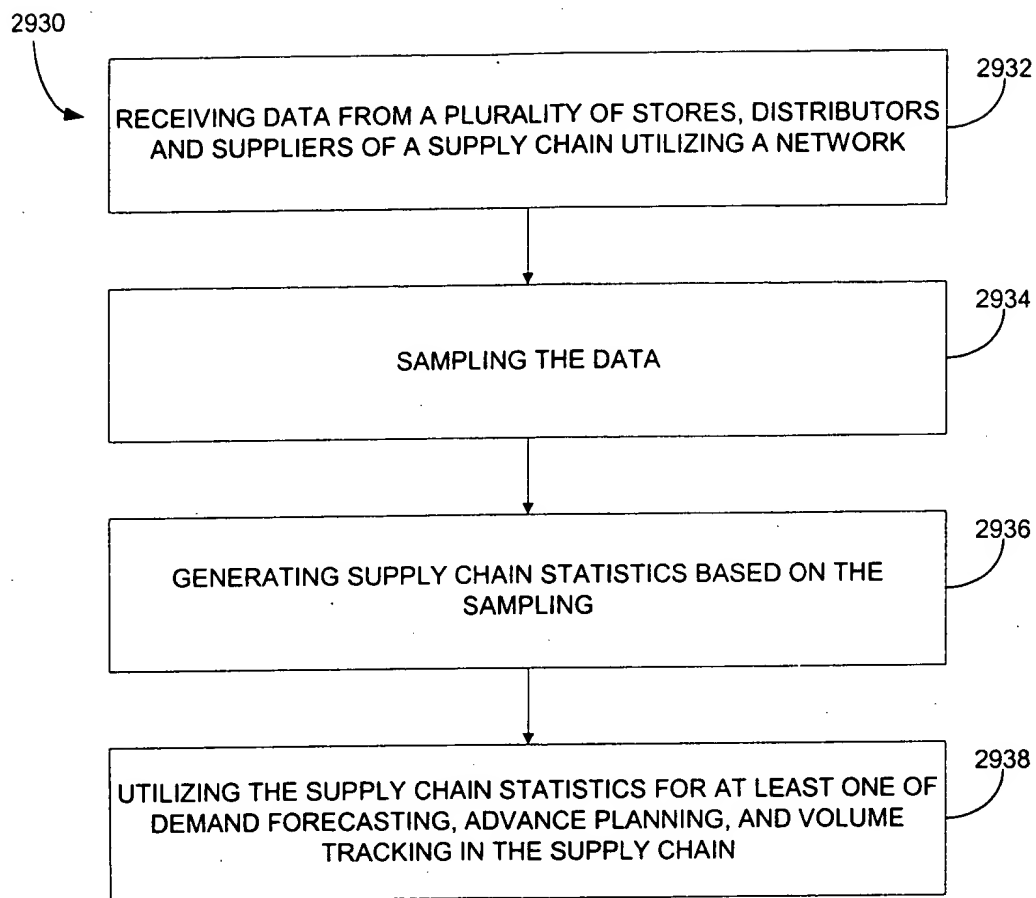 2930
2932
RECEIVING DATA FROM A PLURALITY OF STORES, DISTRIBUTORS
AND SUPPLIERS OF A SUPPLY CHAIN UTILIZING A NETWORK
2934
SAMPLING THE DATA
2936
GENERATING SUPPLY CHAIN STATISTICS BASED ON THE
SAMPLING
2938
UTILIZING THE SUPPLY CHAIN STATISTICS FOR AT LEAST ONE OF
DEMAND FORECASTING, ADVANCE PLANNING, AND VOLUME
TRACKING IN THE SUPPLY CHAIN